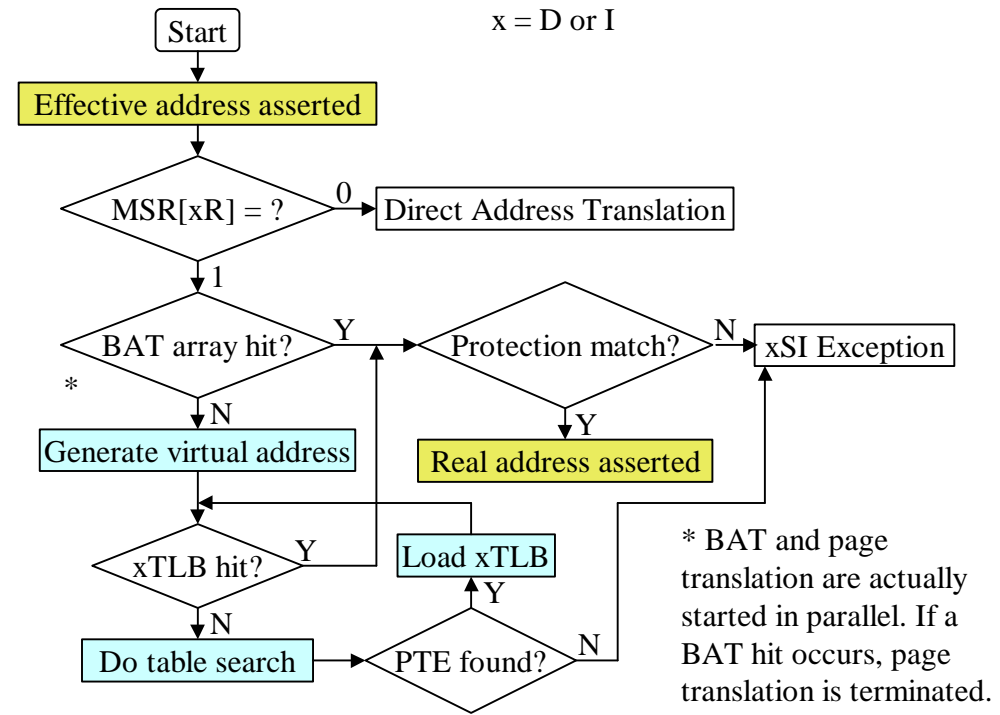 x = D or I
Start
Effective address asserted
MSR[xR] = ?
0
Direct Address Translation
1
BAT array hit?
Y
Protection match?
N
xSI Exception
*
N
Y
Generate virtual address
Real address asserted
xTLB hit?
Y
Load xTLB
* BAT and page
translation are actually
started in parallel. If a
BAT hit occurs, page
translation is terminated.
N
Y
Do table search
PTE found?
N